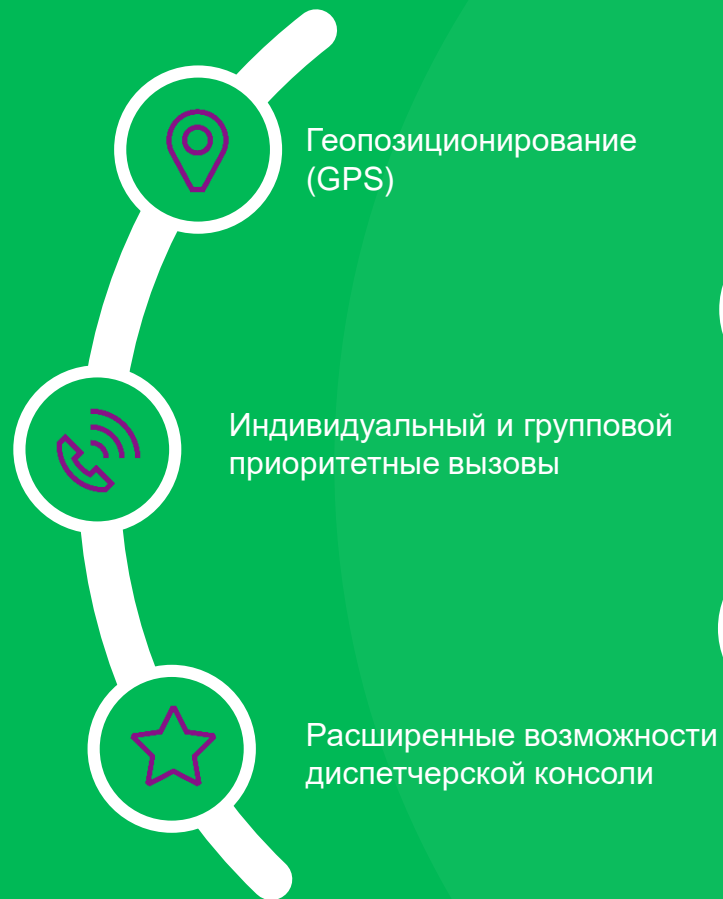 Геопозиционирование
(GPS)
Индивидуальный и групповой
приоритетные вызовы
Расширенные возможности
диспетчерской консоли